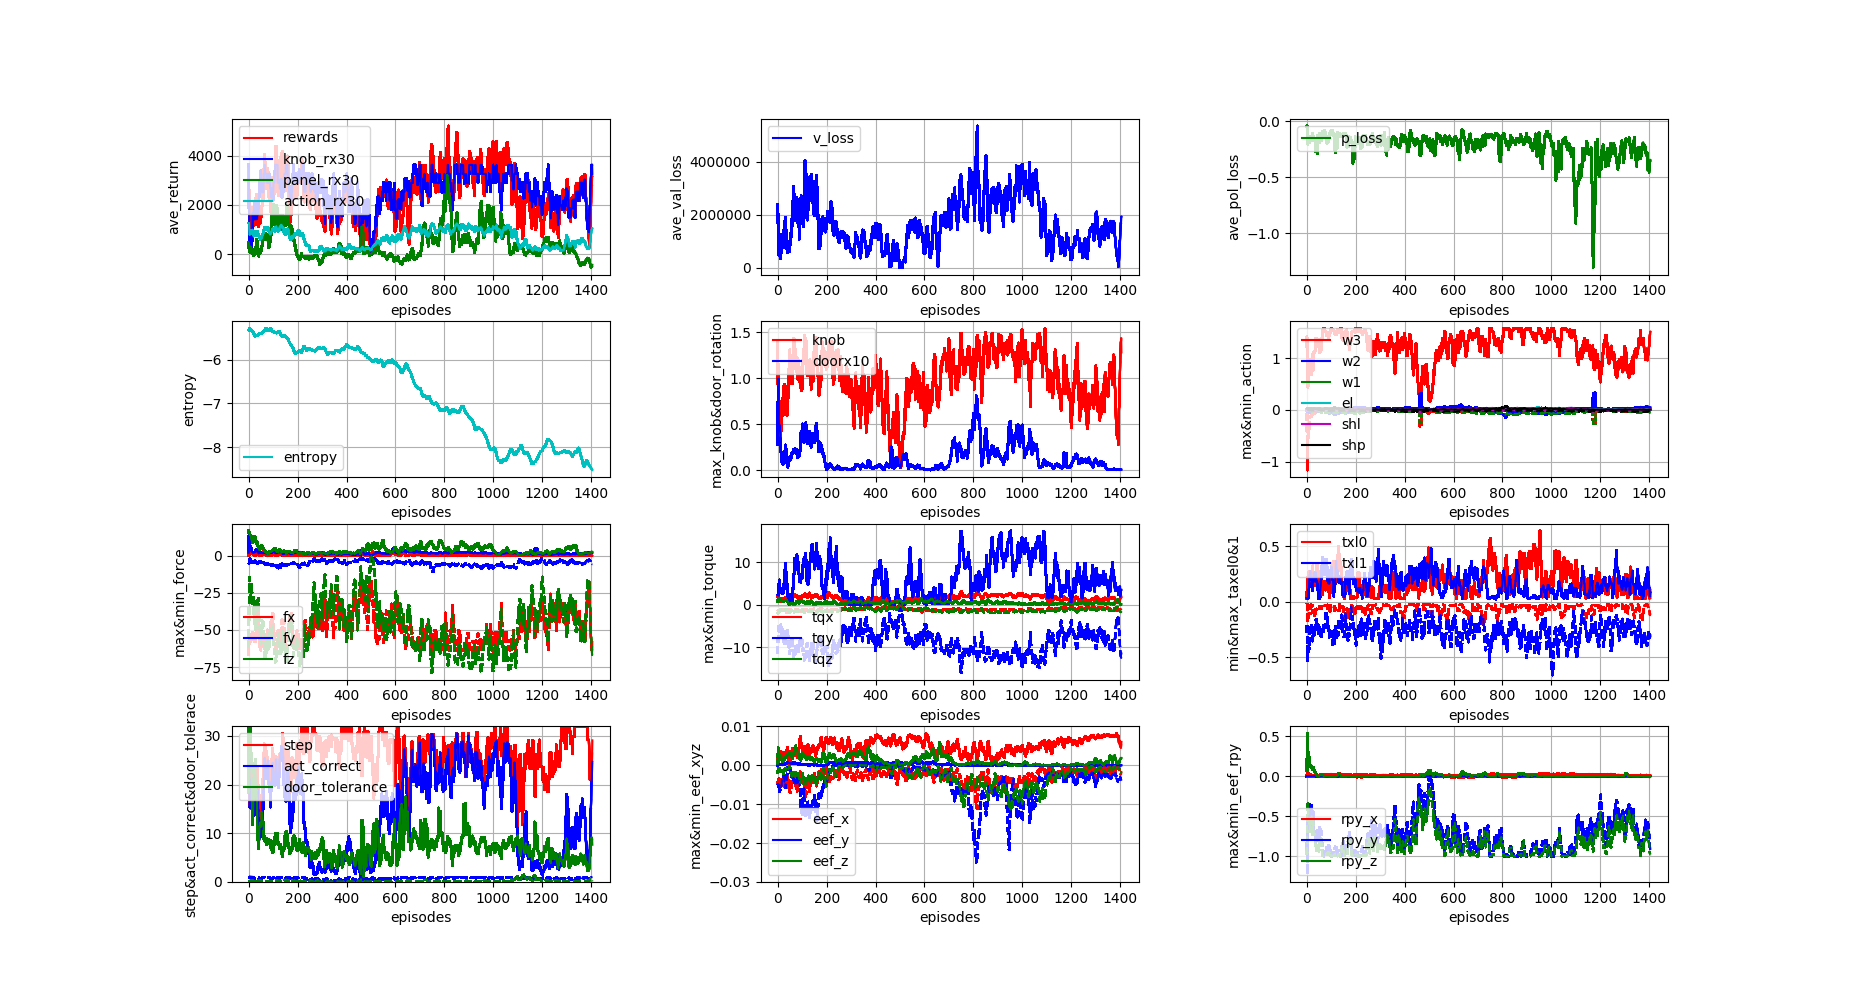 ave_return
4000
2000
0
rewards
knob_rx30
panel_rx30
action_rx30
0 200 400 600 800 1000 1200 1400
episodes
ave_val_loss
4000000
2000000
0
v_loss
0 200 400 600 800 1000 1200 1400
episodes
ave_pol_loss
0.0
−0.5
−1.0
p_loss
0 200 400 600 800 1000 1200 1400
episodes
entropy
−6
−7
−8
entropy
0 200 400 600 800 1000 1200 1400
episodes
max_knob&door_rotation
1.5
1.0
0.5
0.0
knob
doorx10
0 200 400 600 800 1000 1200 1400
episodes
max&min_action
1
0
−1
w3
w2
w1
el
shl
shp
0 200 400 600 800 1000 1200 1400
episodes
max&min_force
0
−25
−50
−75
fx
fy
fz
0 200 400 600 800 1000 1200 1400
episodes
max&min_torque
10
0
−10
tqx
tqy
tqz
0 200 400 600 800 1000 1200 1400
episodes
min&max_taxel0&1
0.5
0.0
−0.5
txl0
txl1
0 200 400 600 800 1000 1200 1400
episodes
step&act_correct&door_tolerace
30
20
10
0
step
act_correct
door_tolerance
0 200 400 600 800 1000 1200 1400
episodes
max&min_eef_xyz
0.01
0.00
−0.01
−0.02
−0.03
eef_x
eef_y
eef_z
0 200 400 600 800 1000 1200 1400
episodes
max&min_eef_rpy
0.5
0.0
−0.5
−1.0
rpy_x
rpy_y
rpy_z
0 200 400 600 800 1000 1200 1400
episodes